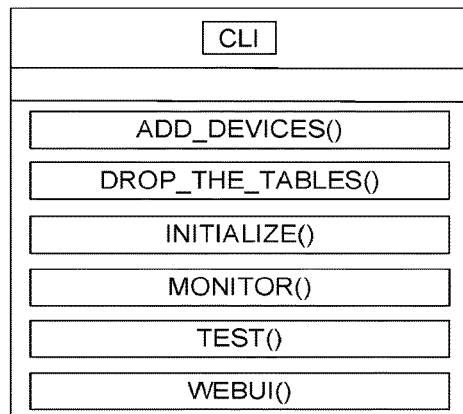 CLI
ADD_DEVICES()
DROP_THE_TABLES()
INITIALIZE()
MONITOR()
TEST()
WEBUI()